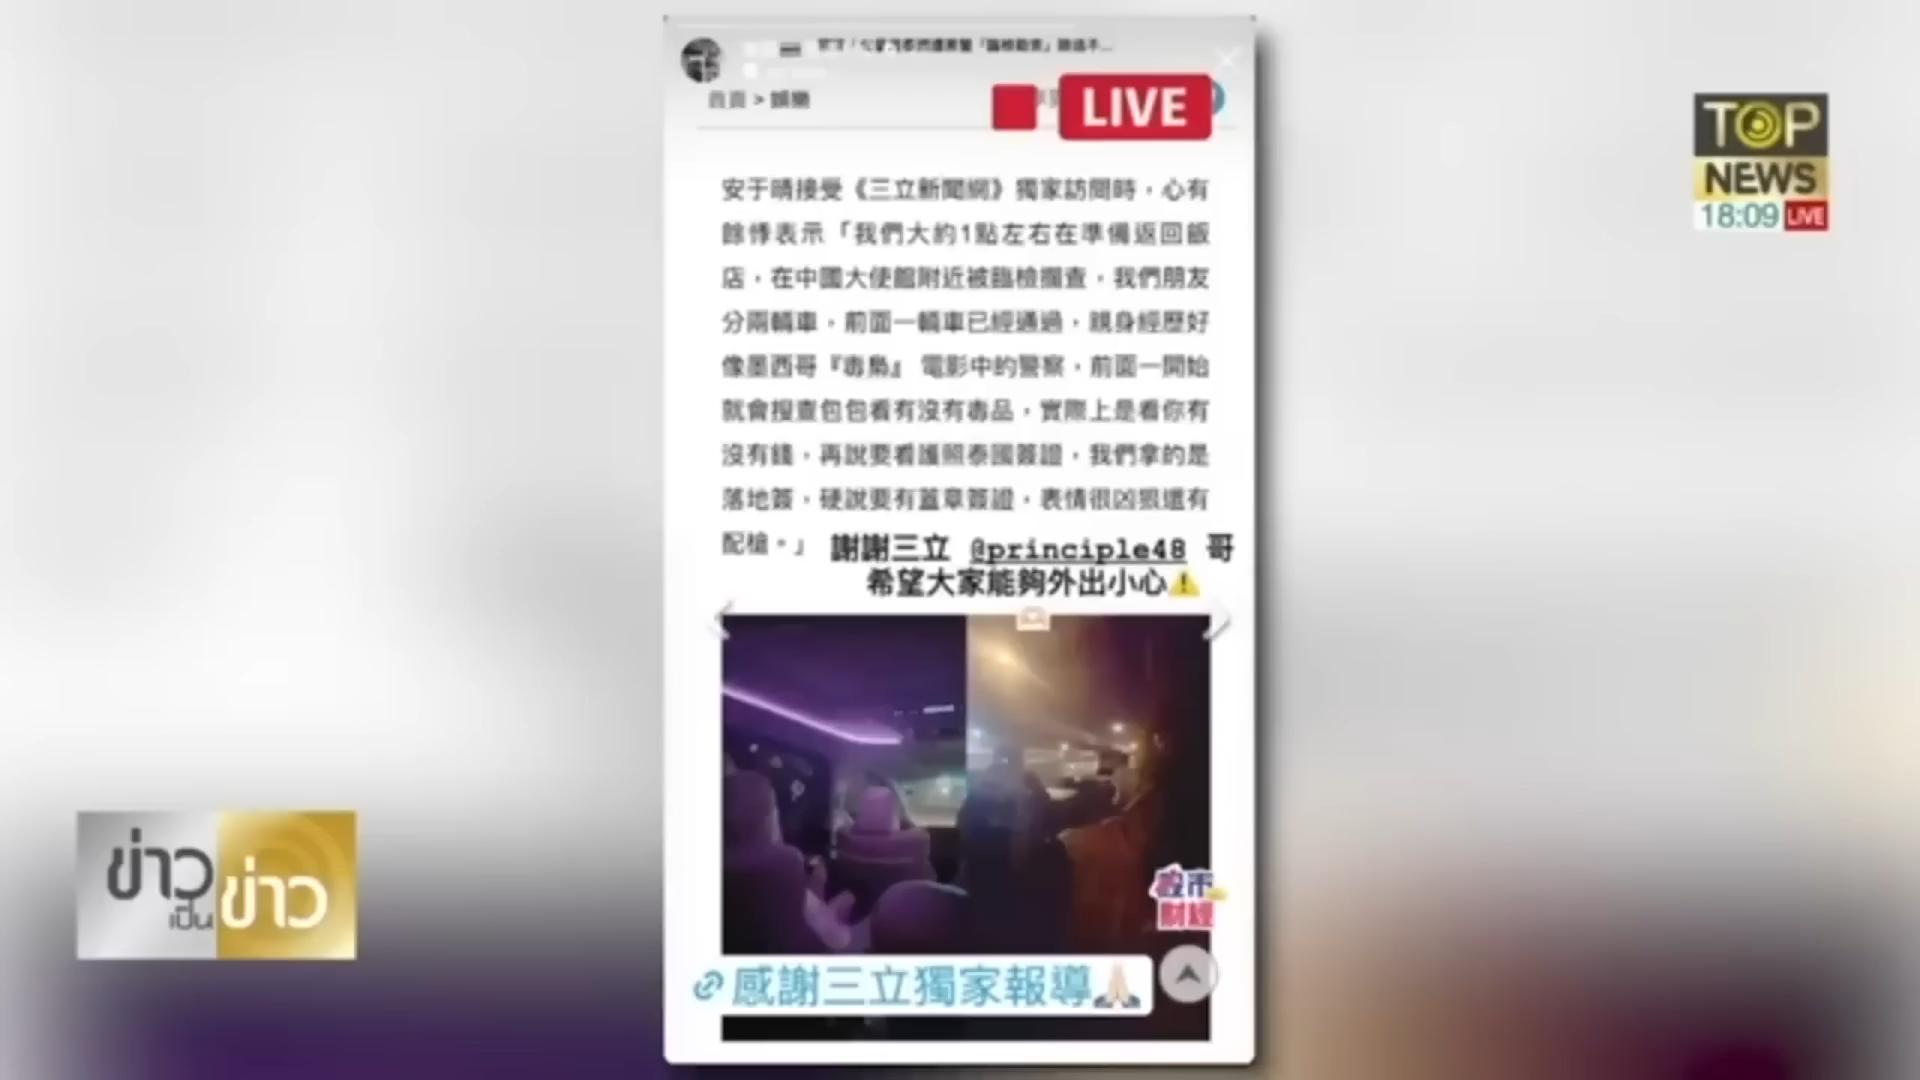 首頁 > 娛樂
LIVE
TOP
NEWS
18:09 LIVE
安于晴接受《三立新聞網》獨家訪問時，心有
餘悸表示「我們大約1點左右在準備返回飯
店，在中國大使館附近被臨檢攔查，我們朋友
分兩輛車，前面一輛車已經通過，親身經歷好
像墨西哥『毒梟』電影中的警察，前面一開始
就會搜查包包看有沒有毒品，實際上是看你有
沒有錢，再說要看護照泰國簽證，我們拿的是
落地簽，硬說要有蓋章簽證，表情很凶狠還有
配槍。」
謝謝三立 @principle48 哥
希望大家能夠外出小心⚠️
股市
財經
感謝三立獨家報導🙏🏻
ข่าว
เป็น
ข่าว